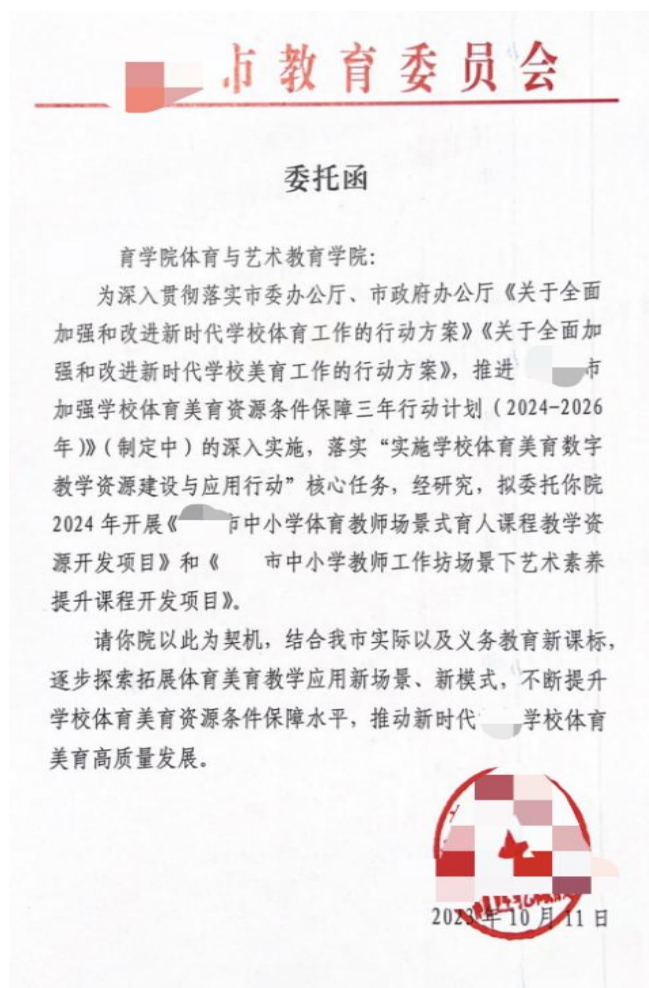 市教育委员会
委托函
育学院体育与艺术教育学院：
为深入贯彻落实市委办公厅、市政府办公厅《关于全面
加强和改进新时代学校体育工作的行动方案》《关于全面加
强和改进新时代学校美育工作的行动方案》，推进 市
加强学校体育美育资源条件保障三年行动计划（2024-2026
年）》（制定中）的深入实施，落实“实施学校体育美育数字
教学资源建设与应用行动”核心任务，经研究，拟委托你院
2024 年开展《 市中小学体育教师场景式育人课程教学资
源开发项目》和《 市中小学教师工作坊场景下艺术素养
提升课程开发项目》。
请你院以此为契机，结合我市实际以及义务教育新课标，
逐步探索拓展体育美育教学应用新场景、新模式，不断提升
学校体育美育资源条件保障水平，推动新时代 学校体育
美育高质量发展。
2023 年 10 月 11 日